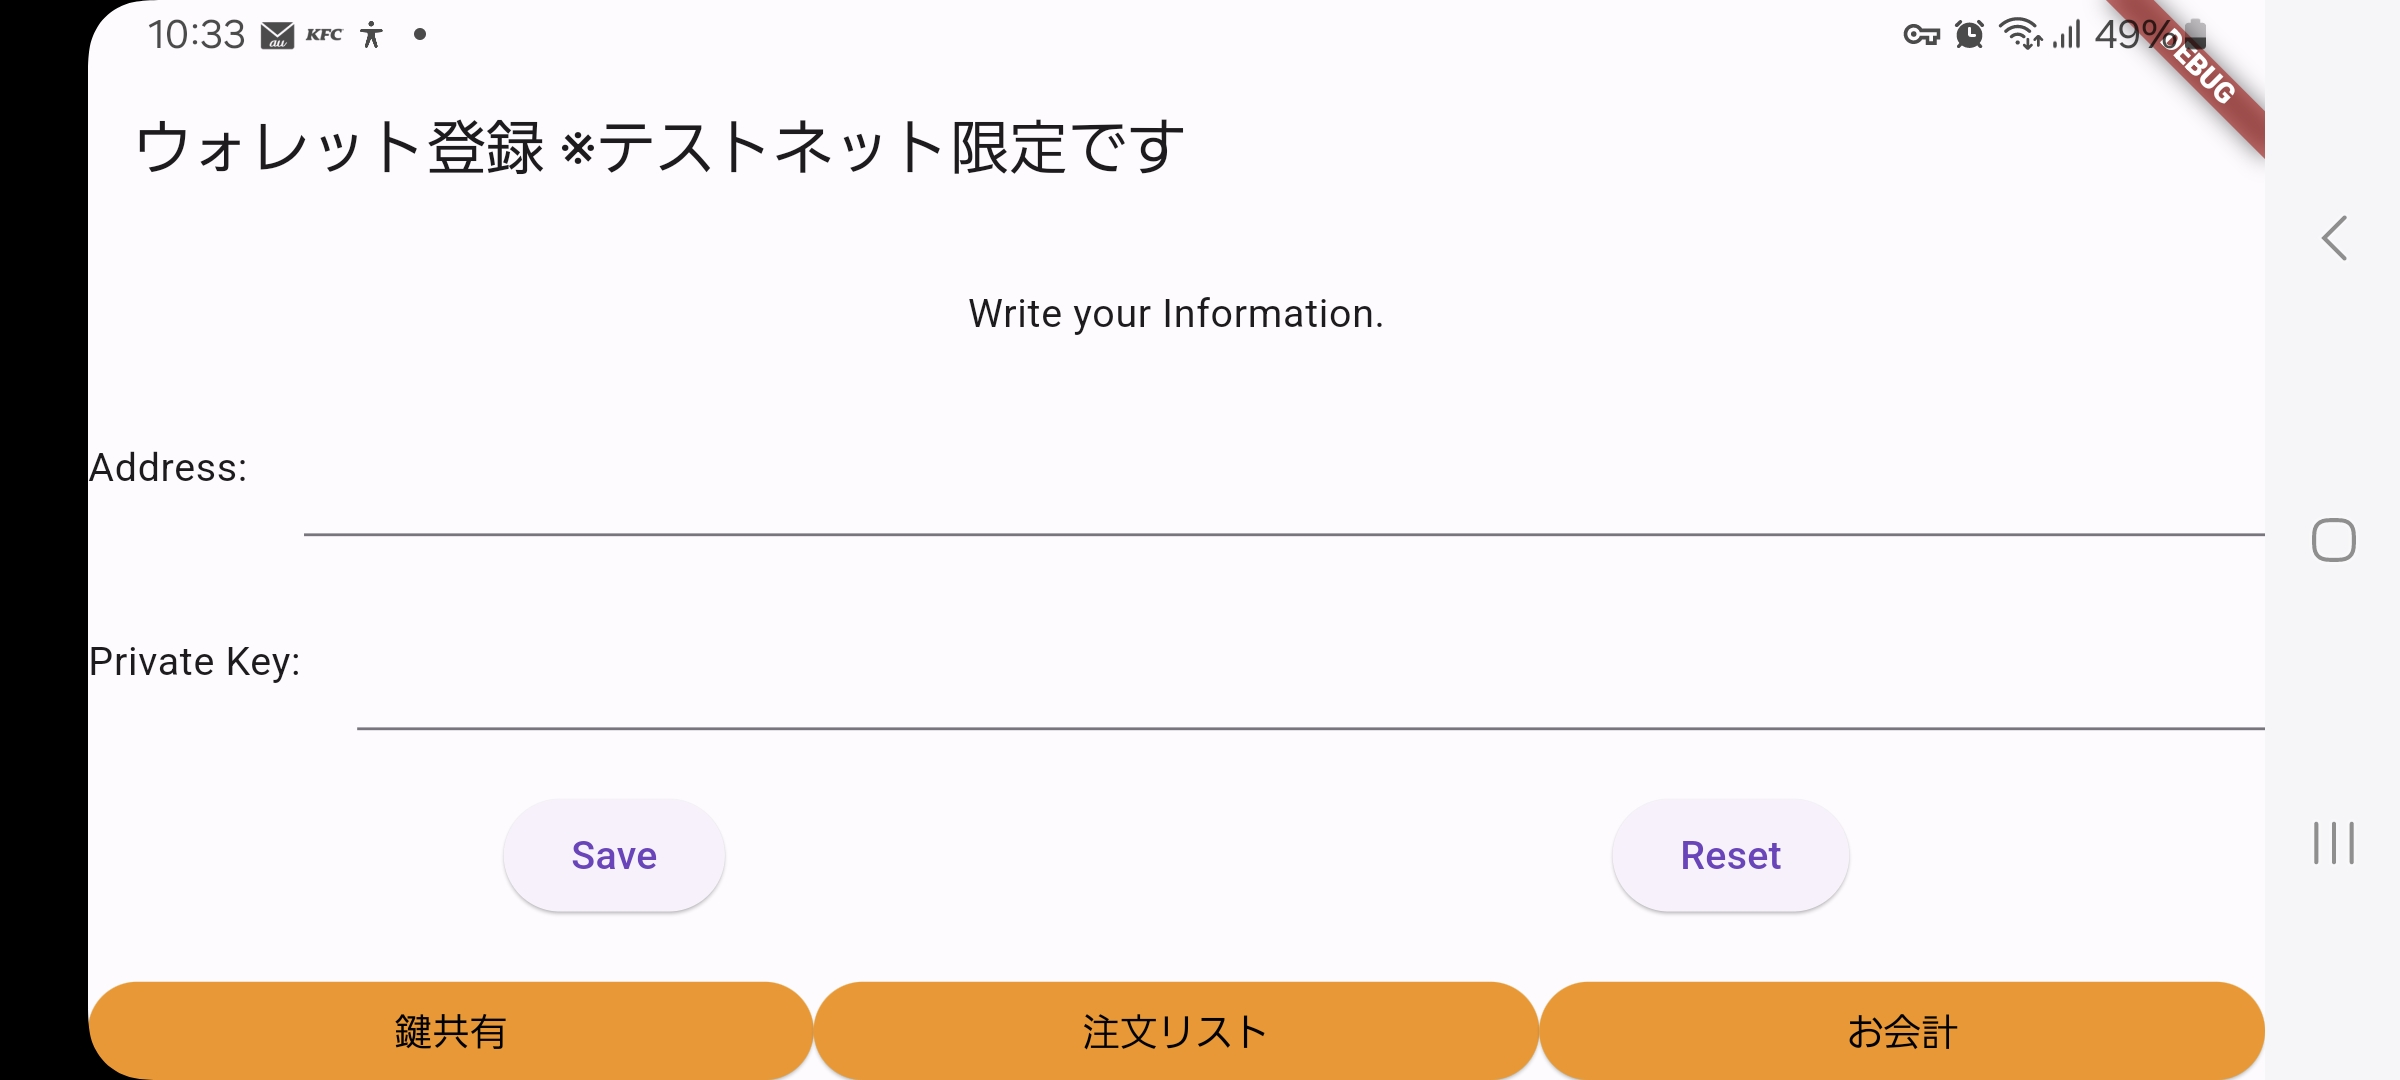 10:33 au KFC 49%
DEBUG
ウォレット登録 ※テストネット限定です
Write your Information.
Address:
Private Key:
Save Reset
鍵共有 注文リスト お会計